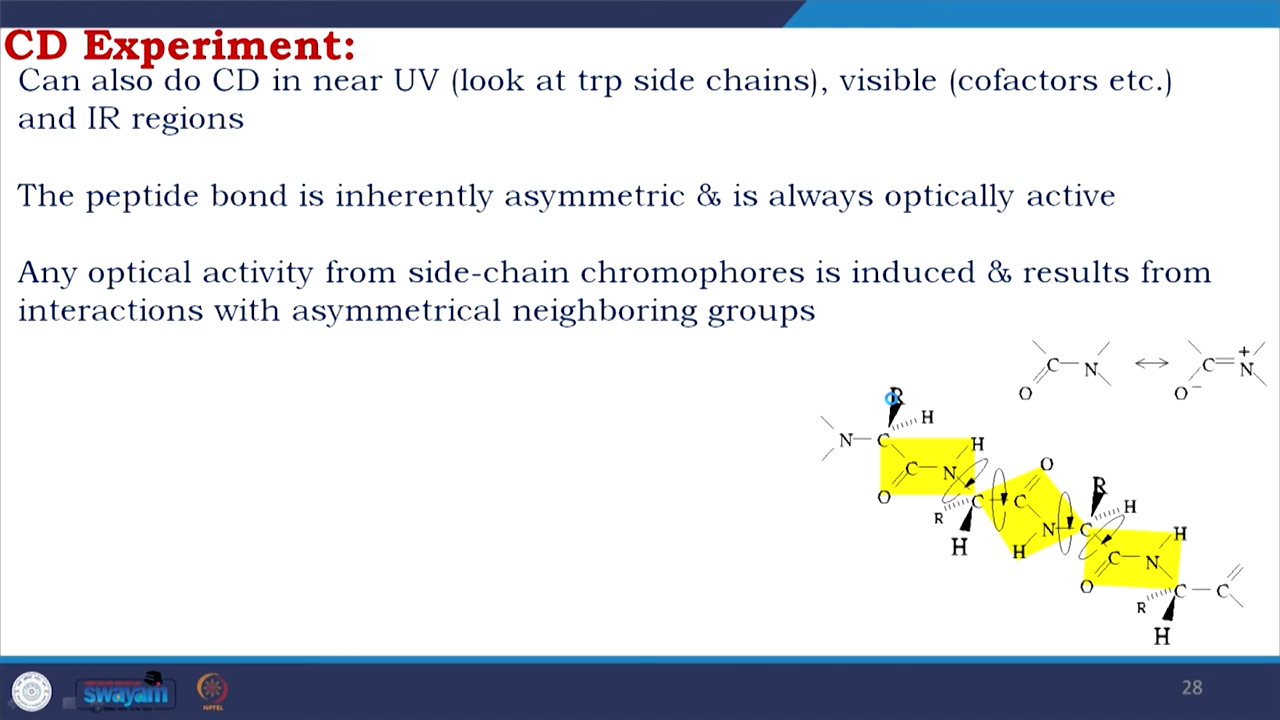 CD Experiment:
Can also do CD in near UV (look at trp side chains), visible (cofactors etc.)
and IR regions
The peptide bond is inherently asymmetric & is always optically active
Any optical activity from side-chain chromophores is induced & results from
interactions with asymmetrical neighboring groups
C N C N +
O O −
R
H
N C H
C N O
O C C R
R N C H
H H H
C N
O C C
R
H
swayam
NPTEL
28